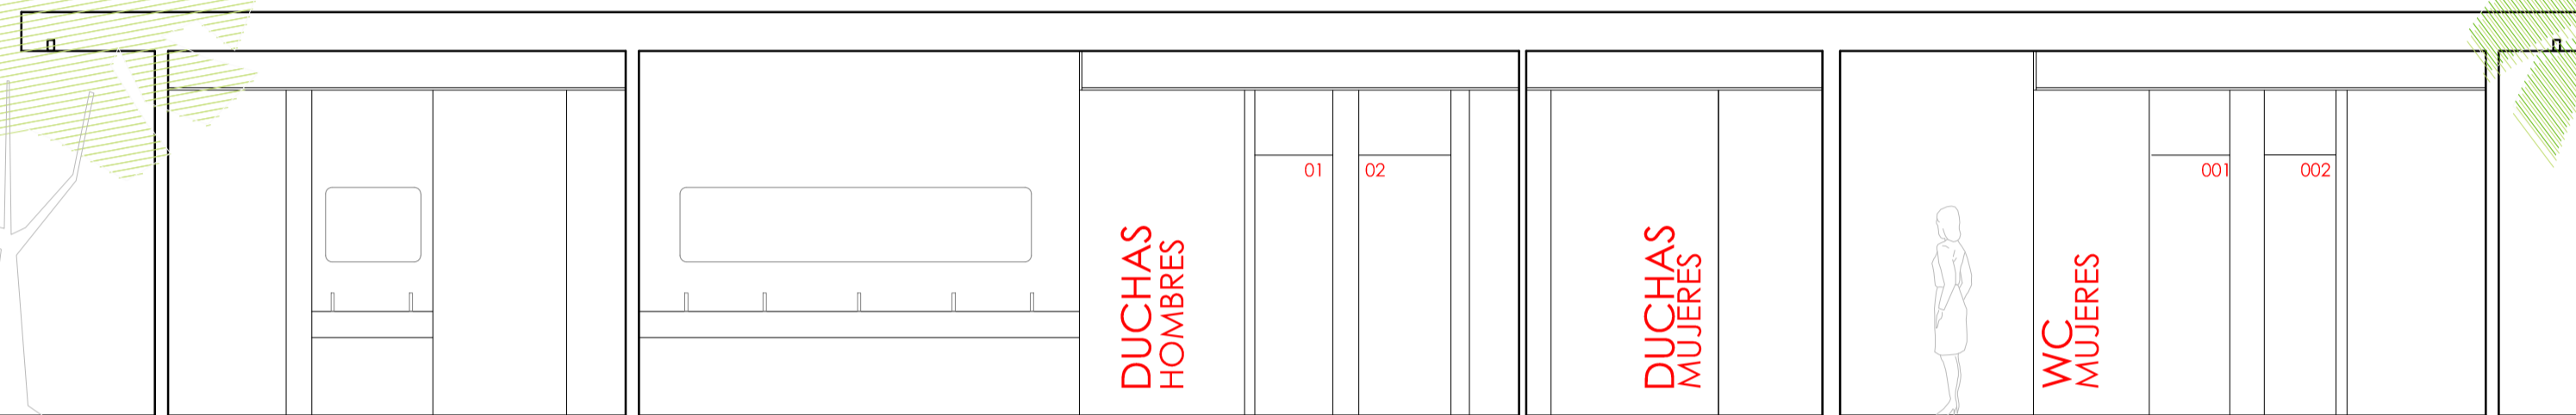 DUCHAS
HOMBRES
01
02
DUCHAS
MUJERES
WC
MUJERES
001
002